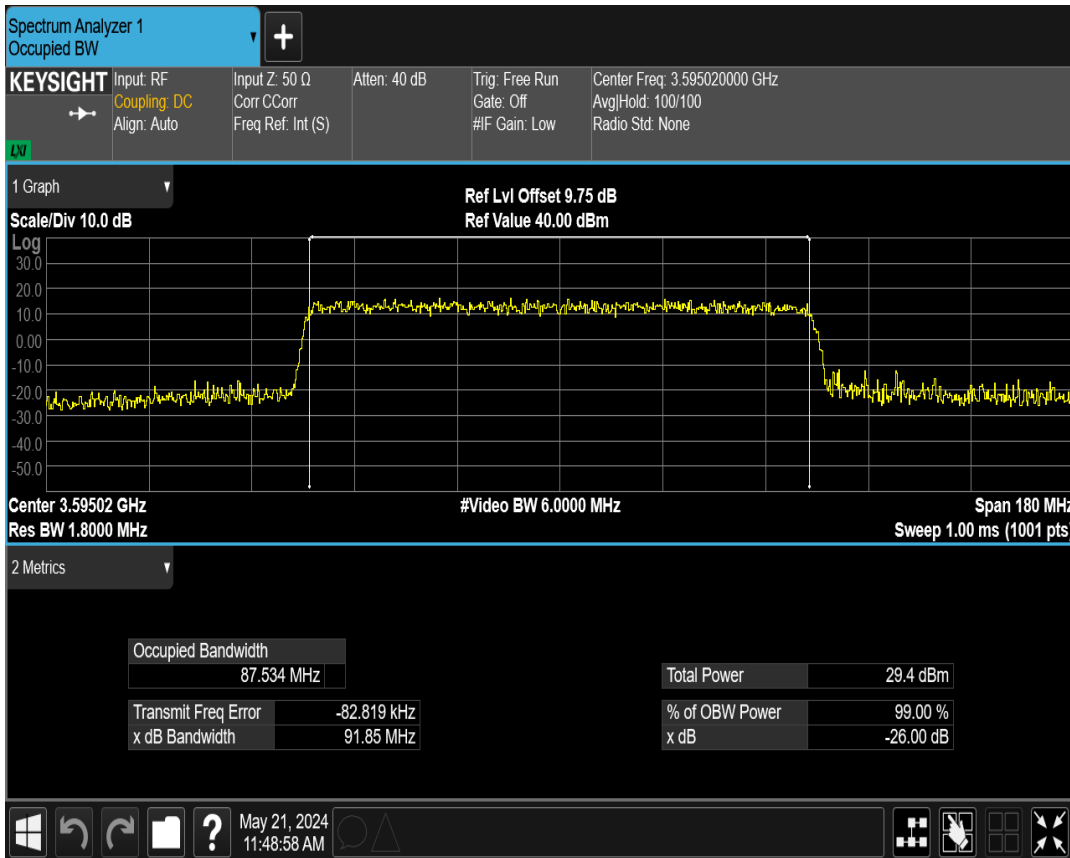 Spectrum Analyzer 1
Occupied BW
+
KEYSIGHT
LXI
Input: RF
Coupling: DC
Align: Auto
Input Z: 50 Ω
Corr CCorr
Freq Ref: Int (S)
Atten: 40 dB
Trig: Free Run
Gate: Off
#IF Gain: Low
Center Freq: 3.595020000 GHz
Avg|Hold: 100/100
Radio Std: None
1 Graph
Scale/Div 10.0 dB
Ref Lvl Offset 9.75 dB
Ref Value 40.00 dBm
Log
30.0
20.0
10.0
0.00
-10.0
-20.0
-30.0
-40.0
-50.0
Center 3.59502 GHz
#Video BW 6.0000 MHz
Span 180 MHz
Res BW 1.8000 MHz
Sweep 1.00 ms (1001 pts)
2 Metrics
Occupied Bandwidth
87.534 MHz
Total Power 29.4 dBm
Transmit Freq Error -82.819 kHz
% of OBW Power 99.00 %
x dB Bandwidth 91.85 MHz
x dB -26.00 dB
?
May 21, 2024
11:48:58 AM